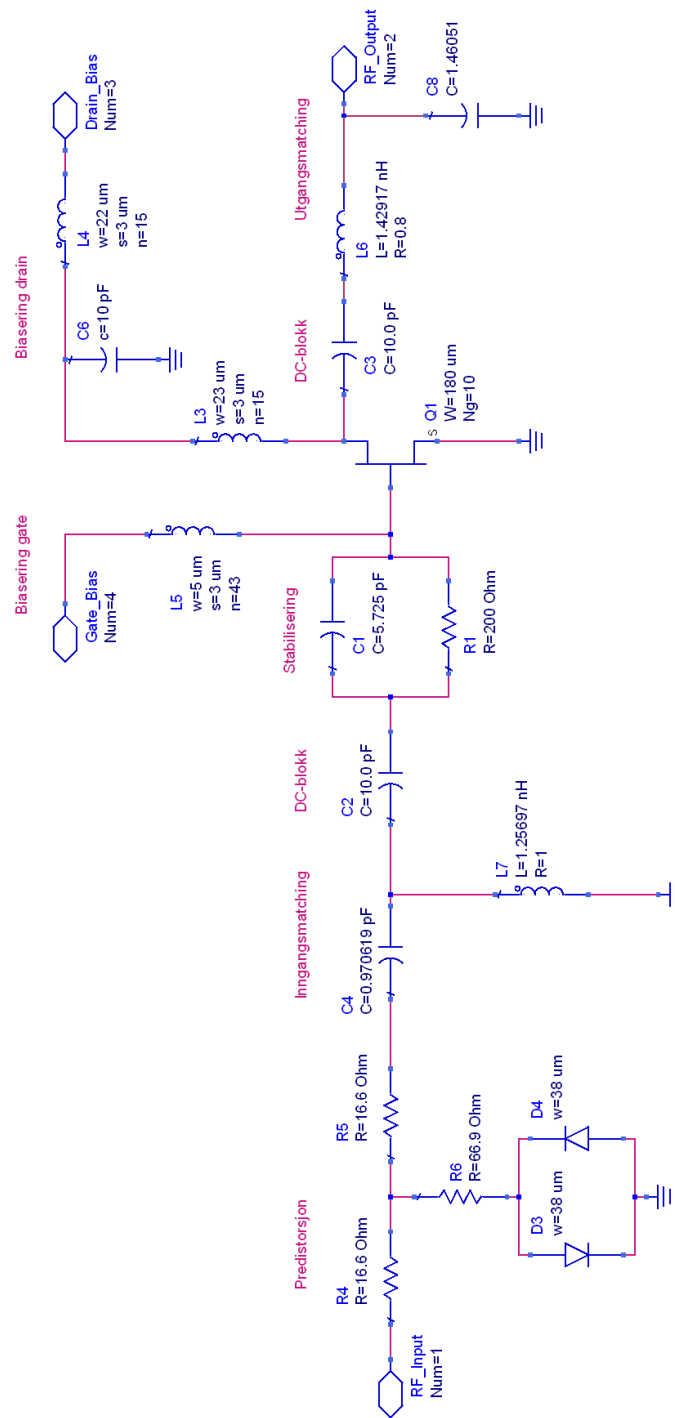 RF_Input
Num=1
R4
R=16.6 Ohm
Predistorsjon
R5
R=16.6 Ohm
R6
R=66.9 Ohm
D3
w=38 um
D4
w=38 um
Inngangsmatching
C4
C=0.970619 pF
L7
L=1.25697 nH
R=1
DC-blokk
C2
C=10.0 pF
Stabilisering
C1
C=5.725 pF
R1
R=200 Ohm
Biasering gate
Gate_Bias
Num=4
L5
w=5 um
s=3 um
n=43
Q1
W=180 um
Ng=10
S
Biasering drain
L3
w=23 um
s=3 um
n=15
C6
c=10 pF
L4
w=22 um
s=3 um
n=15
Drain_Bias
Num=3
DC-blokk
C3
C=10.0 pF
Utgangsmatching
L6
L=1.42917 nH
R=0.8
C8
C=1.46051
RF_Output
Num=2